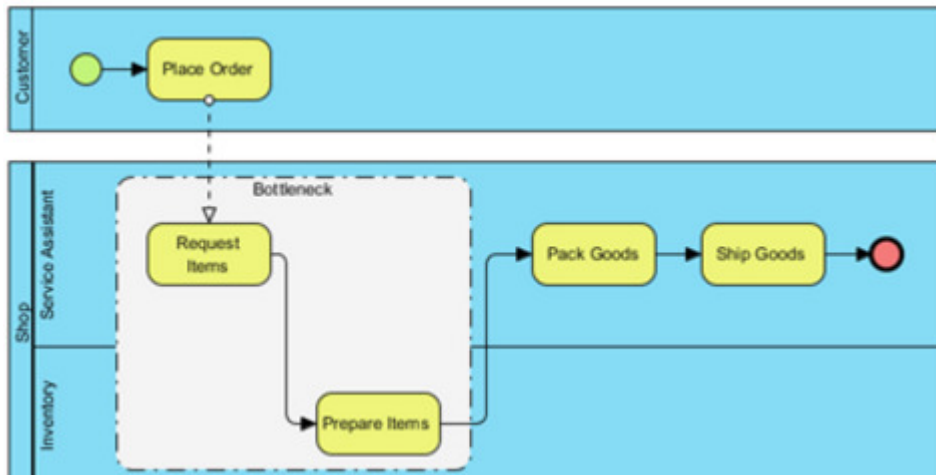 Customer
Place Order
Shop
Service Assistant
Bottleneck
Request
Items
Pack Goods
Ship Goods
Inventory
Prepare Items